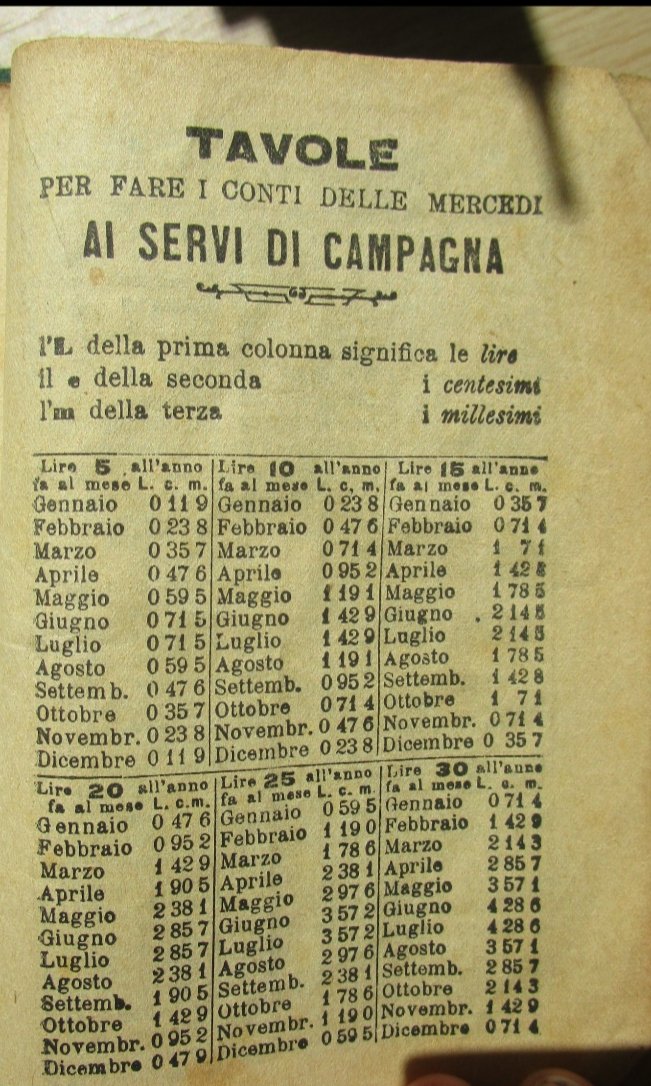 TAVOLE
PER FARE I CONTI DELLE MERCEDI
AI SERVI DI CAMPAGNA
l'L della prima colonna significa le lire
il c della seconda i centesimi
l'm della terza i millesimi
Lire 5 all'anno
fa al mese L. c. m.
Gennaio 0 11 9
Febbraio 0 23 8
Marzo 0 35 7
Aprile 0 47 6
Maggio 0 59 5
Giugno 0 71 5
Luglio 0 71 5
Agosto 0 59 5
Settemb. 0 47 6
Ottobre 0 35 7
Novembr. 0 23 8
Dicembre 0 11 9
Lire 10 all'anno
fa al mese L. c, m.
Gennaio 0 23 8
Febbraio 0 47 6
Marzo 0 71 4
Aprile 0 95 2
Maggio 1 19 1
Giugno 1 42 9
Luglio 1 42 9
Agosto 1 19 1
Settemb. 0 95 2
Ottobre 0 71 4
Novembr. 0 47 6
Dicembre 0 23 8
Lire 15 all'anno
fa al mese L. c. m.
Gennaio 0 35 7
Febbraio 0 71 4
Marzo 1 7 1
Aprile 1 42 8
Maggio 1 78 5
Giugno 2 14 5
Luglio 2 14 5
Agosto 1 78 5
Settemb. 1 42 8
Ottobre 1 7 1
Novembr. 0 71 4
Dicembre 0 35 7
Lire 20 all'anno
fa al mese L. c.m.
Gennaio 0 47 6
Febbraio 0 95 2
Marzo 1 42 9
Aprile 1 90 5
Maggio 2 38 1
Giugno 2 85 7
Luglio 2 85 7
Agosto 2 38 1
Settemb. 1 90 5
Ottobre 1 42 9
Novembr. 0 95 2
Dicembre 0 47 9
Lire 25 all'anno
fa al mese L. c. m.
Gennaio 0 59 5
Febbraio 1 19 0
Marzo 1 78 6
Aprile 2 38 1
Maggio 2 97 6
Giugno 3 57 2
Luglio 3 57 2
Agosto 2 97 6
Settemb. 2 38 1
Ottobre 1 78 6
Novembr. 1 19 0
Dicembre 0 59 5
Lire 30 all'anno
fa al mese L. c. m.
Gennaio 0 71 4
Febbraio 1 42 9
Marzo 2 14 3
Aprile 2 85 7
Maggio 3 57 1
Giugno 4 28 6
Luglio 4 28 6
Agosto 3 57 1
Settemb. 2 85 7
Ottobre 2 14 3
Novembr. 1 42 9
Dicembre 0 71 4